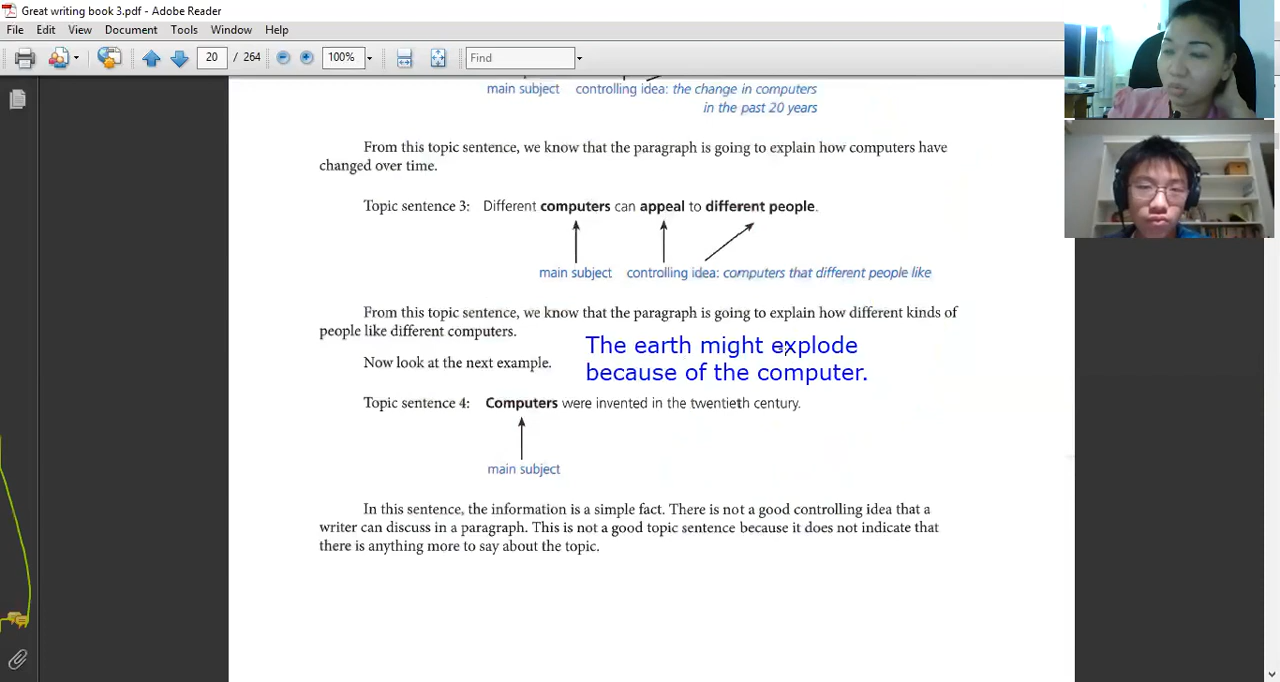 Great writing book 3.pdf - Adobe Reader
File Edit View Document Tools Window Help
20 / 264 100% Find
main subject controlling idea: the change in computers
in the past 20 years
From this topic sentence, we know that the paragraph is going to explain how computers have
changed over time.
Topic sentence 3: Different computers can appeal to different people.
main subject controlling idea: computers that different people like
From this topic sentence, we know that the paragraph is going to explain how different kinds of
people like different computers.
The earth might explode
Now look at the next example.
because of the computer.
Topic sentence 4: Computers were invented in the twentieth century.
main subject
In this sentence, the information is a simple fact. There is not a good controlling idea that a
writer can discuss in a paragraph. This is not a good topic sentence because it does not indicate that
there is anything more to say about the topic.